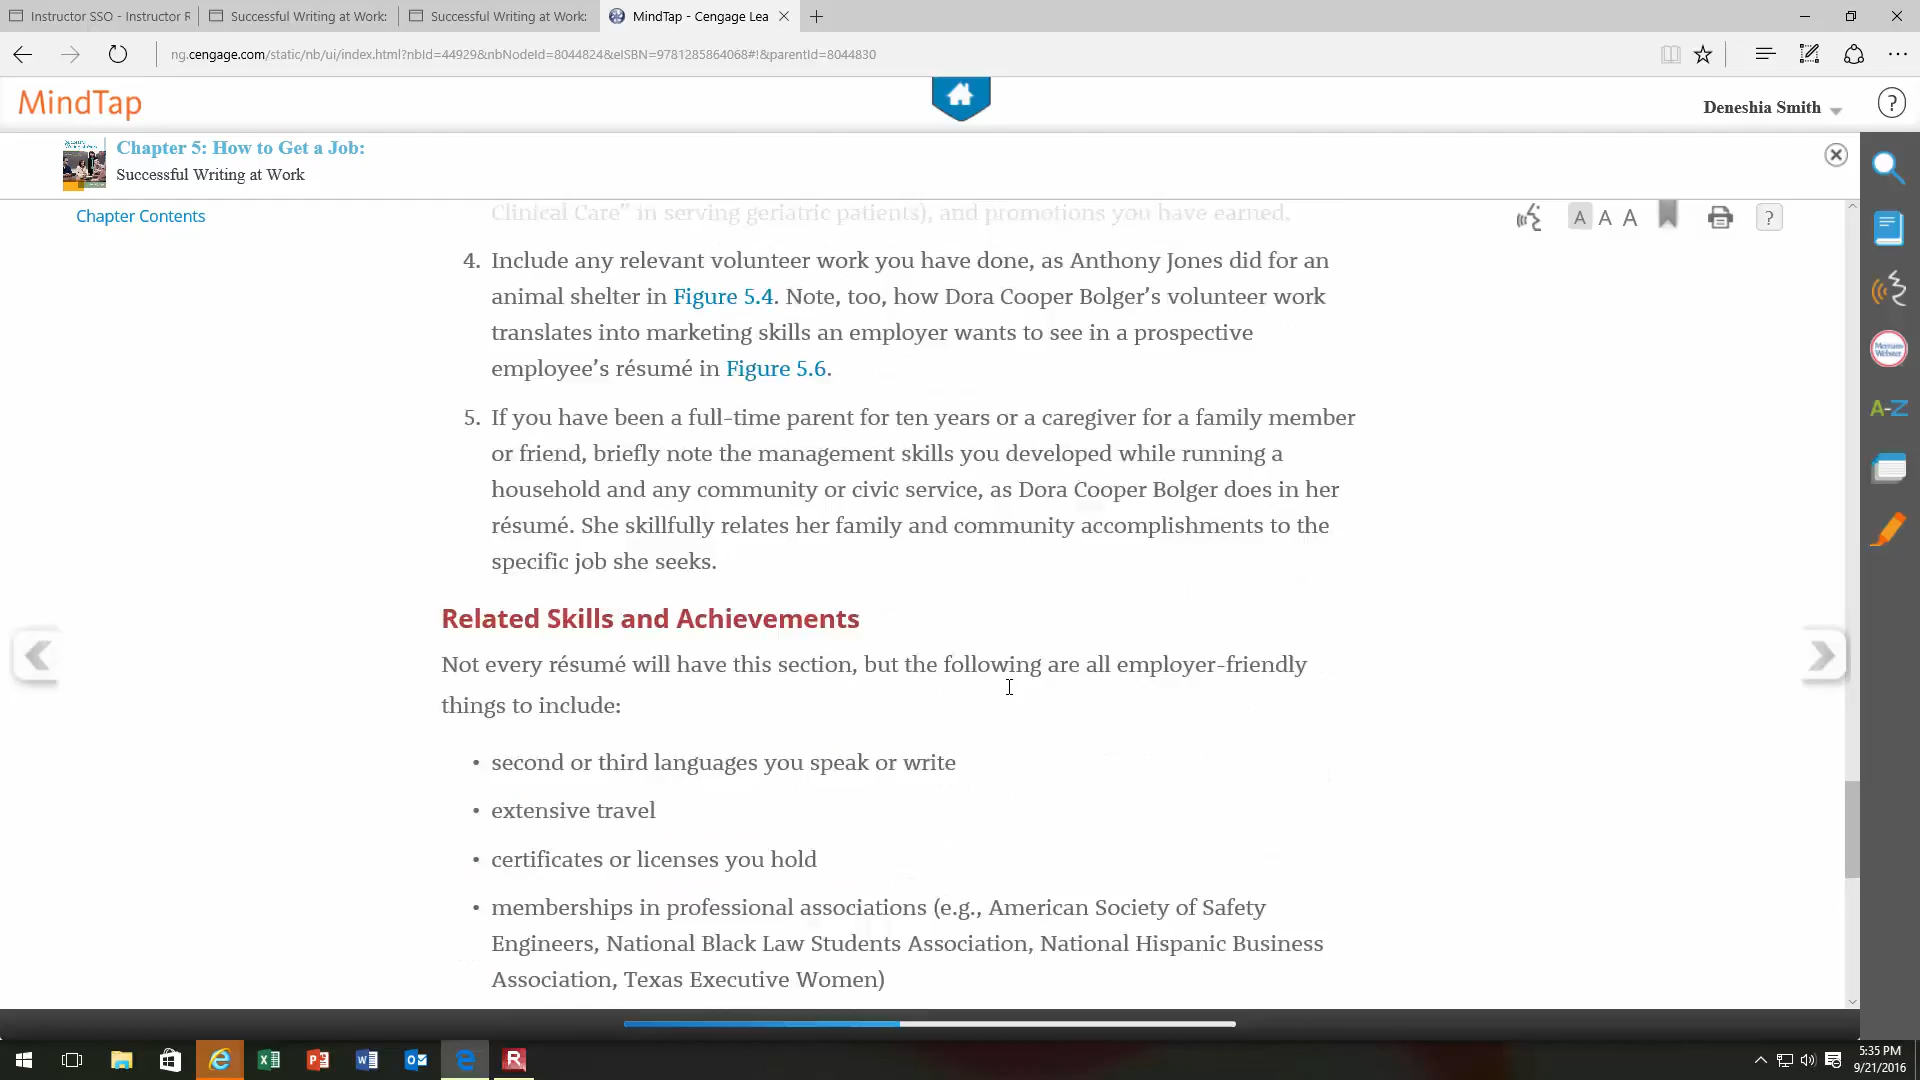 Instructor SSO - Instructor R
Successful Writing at Work:
Successful Writing at Work:
MindTap - Cengage Lea
ng.cengage.com/static/nb/ui/index.html?nbId=44929&nbNodeId=8044824&eISBN=9781285864068#!&parentId=8044830
MindTap
Deneshia Smith
?
Chapter 5: How to Get a Job:
Successful Writing at Work
Chapter Contents
A A A
?
Clinical Care” in serving geriatric patients), and promotions you have earned.
4. Include any relevant volunteer work you have done, as Anthony Jones did for an
animal shelter in Figure 5.4. Note, too, how Dora Cooper Bolger’s volunteer work
translates into marketing skills an employer wants to see in a prospective
employee’s résumé in Figure 5.6.
5. If you have been a full-time parent for ten years or a caregiver for a family member
or friend, briefly note the management skills you developed while running a
household and any community or civic service, as Dora Cooper Bolger does in her
résumé. She skillfully relates her family and community accomplishments to the
specific job she seeks.
Related Skills and Achievements
Not every résumé will have this section, but the following are all employer-friendly
things to include:
• second or third languages you speak or write
• extensive travel
• certificates or licenses you hold
• memberships in professional associations (e.g., American Society of Safety
Engineers, National Black Law Students Association, National Hispanic Business
Association, Texas Executive Women)
Merriam-
Webster
A-Z
5:35 PM
9/21/2016